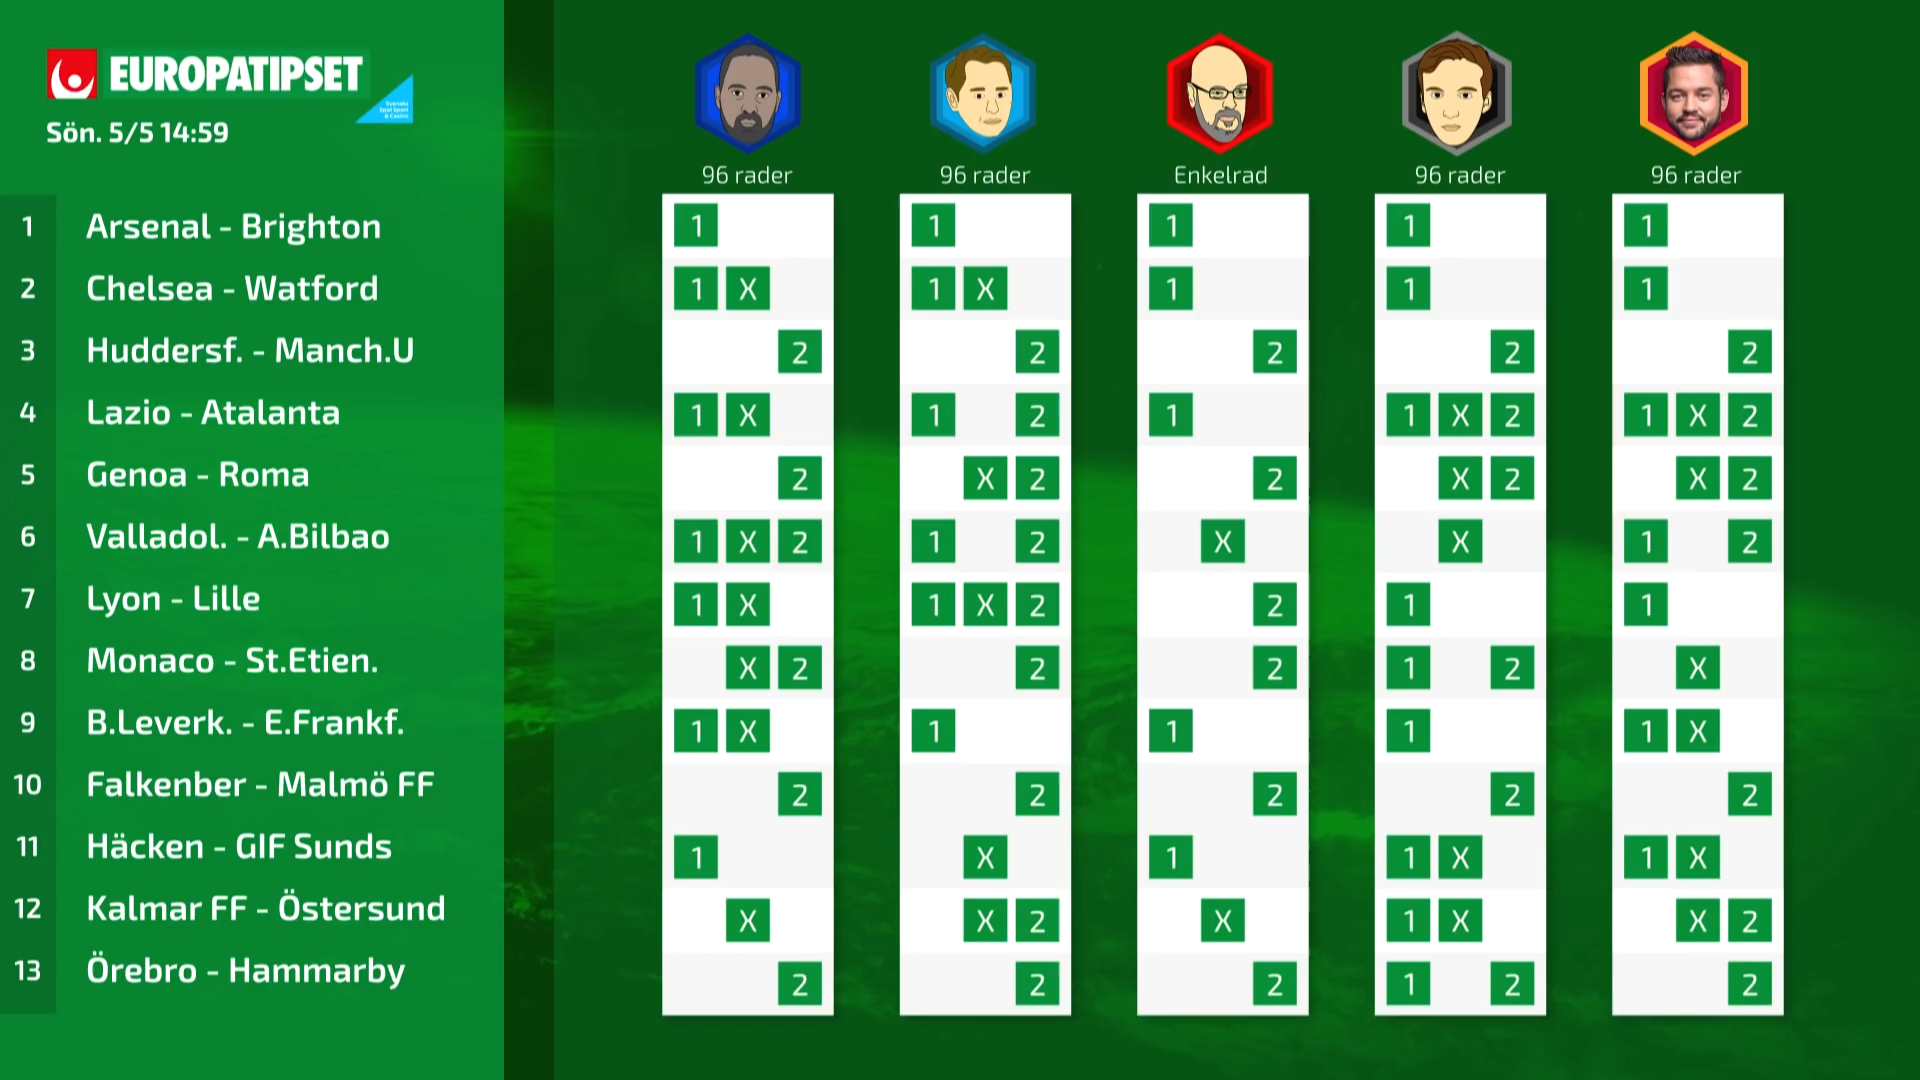 EUROPATIPSET
Svenska
Spel Sport
& Casino
Sön. 5/5 14:59
96 rader 96 rader Enkelrad 96 rader 96 rader
1 Arsenal - Brighton 1 1 1 1 1
2 Chelsea - Watford 1 X 1 X 1 1 1
3 Huddersf. - Manch.U 2 2 2 2 2
4 Lazio - Atalanta 1 X 1 2 1 1 X 2 1 X 2
5 Genoa - Roma 2 X 2 2 X 2 X 2
6 Valladol. - A.Bilbao 1 X 2 1 2 X X 1 2
7 Lyon - Lille 1 X 1 X 2 2 1 1
8 Monaco - St.Etien. X 2 2 2 1 2 X
9 B.Leverk. - E.Frankf. 1 X 1 1 1 1 X
10 Falkenber - Malmö FF 2 2 2 2 2
11 Häcken - GIF Sunds 1 X 1 1 X 1 X
12 Kalmar FF - Östersund X X 2 X 1 X X 2
13 Örebro - Hammarby 2 2 2 1 2 2